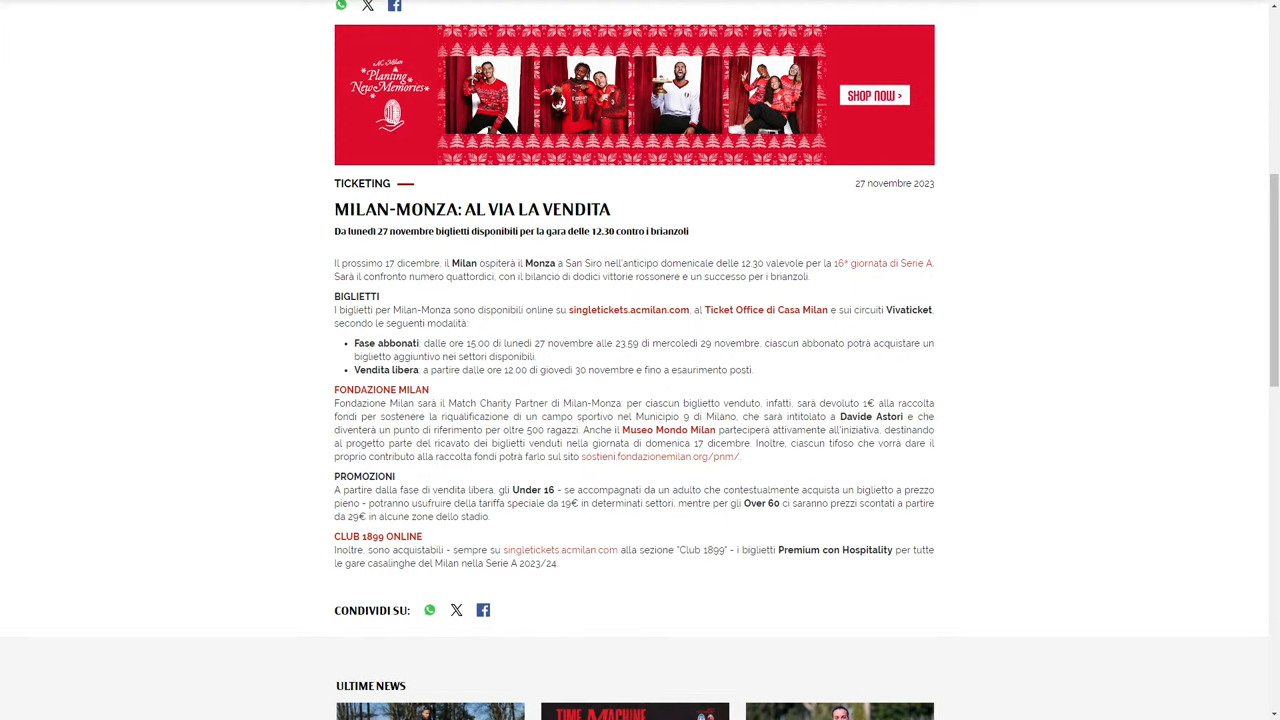 AC Milan
Planting
New Memories
SHOP NOW >
TICKETING
27 novembre 2023
MILAN-MONZA: AL VIA LA VENDITA
Da lunedì 27 novembre biglietti disponibili per la gara delle 12.30 contro i brianzoli
Il prossimo 17 dicembre, il Milan ospiterà il Monza a San Siro nell'anticipo domenicale delle 12.30 valevole per la 16ª giornata di Serie A.
Sarà il confronto numero quattordici, con il bilancio di dodici vittorie rossonere e un successo per i brianzoli.
BIGLIETTI
I biglietti per Milan-Monza sono disponibili online su singletickets.acmilan.com, al Ticket Office di Casa Milan e sui circuiti Vivaticket,
secondo le seguenti modalità:
• Fase abbonati: dalle ore 15.00 di lunedì 27 novembre alle 23.59 di mercoledì 29 novembre, ciascun abbonato potrà acquistare un
biglietto aggiuntivo nei settori disponibili.
• Vendita libera: a partire dalle ore 12.00 di giovedì 30 novembre e fino a esaurimento posti.
FONDAZIONE MILAN
Fondazione Milan sarà il Match Charity Partner di Milan-Monza: per ciascun biglietto venduto, infatti, sarà devoluto 1€ alla raccolta
fondi per sostenere la riqualificazione di un campo sportivo nel Municipio 9 di Milano, che sarà intitolato a Davide Astori e che
diventerà un punto di riferimento per oltre 500 ragazzi. Anche il Museo Mondo Milan parteciperà attivamente all'iniziativa, destinando
al progetto parte del ricavato dei biglietti venduti nella giornata di domenica 17 dicembre. Inoltre, ciascun tifoso che vorrà dare il
proprio contributo alla raccolta fondi potrà farlo sul sito sostieni.fondazionemilan.org/pnm/.
PROMOZIONI
A partire dalla fase di vendita libera, gli Under 16 - se accompagnati da un adulto che contestualmente acquista un biglietto a prezzo
pieno - potranno usufruire della tariffa speciale da 19€ in determinati settori, mentre per gli Over 60 ci saranno prezzi scontati a partire
da 29€ in alcune zone dello stadio.
CLUB 1899 ONLINE
Inoltre, sono acquistabili - sempre su singletickets.acmilan.com alla sezione "Club 1899" - i biglietti Premium con Hospitality per tutte
le gare casalinghe del Milan nella Serie A 2023/24.
CONDIVIDI SU:
ULTIME NEWS
TIME MACHINE